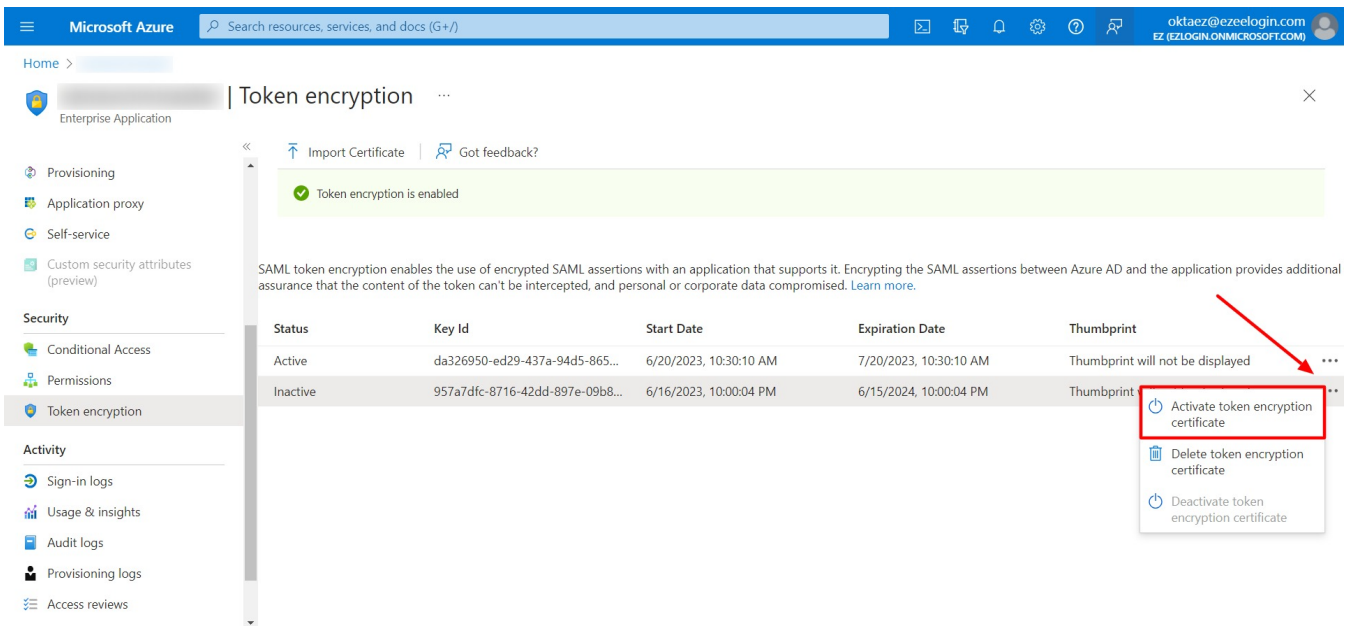 Microsoft Azure
Search resources, services, and docs (G+/)
oktaez@ezeelogin.com
EZ (EZLOGIN.ONMICROSOFT.COM)
Home >
| Token encryption ...
Enterprise Application
Import Certificate
Got feedback?
Token encryption is enabled
Provisioning
Application proxy
Self-service
Custom security attributes
(preview)
Security
Conditional Access
Permissions
Token encryption
Activity
Sign-in logs
Usage & insights
Audit logs
Provisioning logs
Access reviews
SAML token encryption enables the use of encrypted SAML assertions with an application that supports it. Encrypting the SAML assertions between Azure AD and the application provides additional
assurance that the content of the token can't be intercepted, and personal or corporate data compromised. Learn more.
Status Key Id Start Date Expiration Date Thumbprint
Active da326950-ed29-437a-94d5-865... 6/20/2023, 10:30:10 AM 7/20/2023, 10:30:10 AM Thumbprint will not be displayed
Inactive 957a7dfc-8716-42dd-897e-09b8... 6/16/2023, 10:00:04 PM 6/15/2024, 10:00:04 PM Thumbprint
Activate token encryption
certificate
Delete token encryption
certificate
Deactivate token
encryption certificate